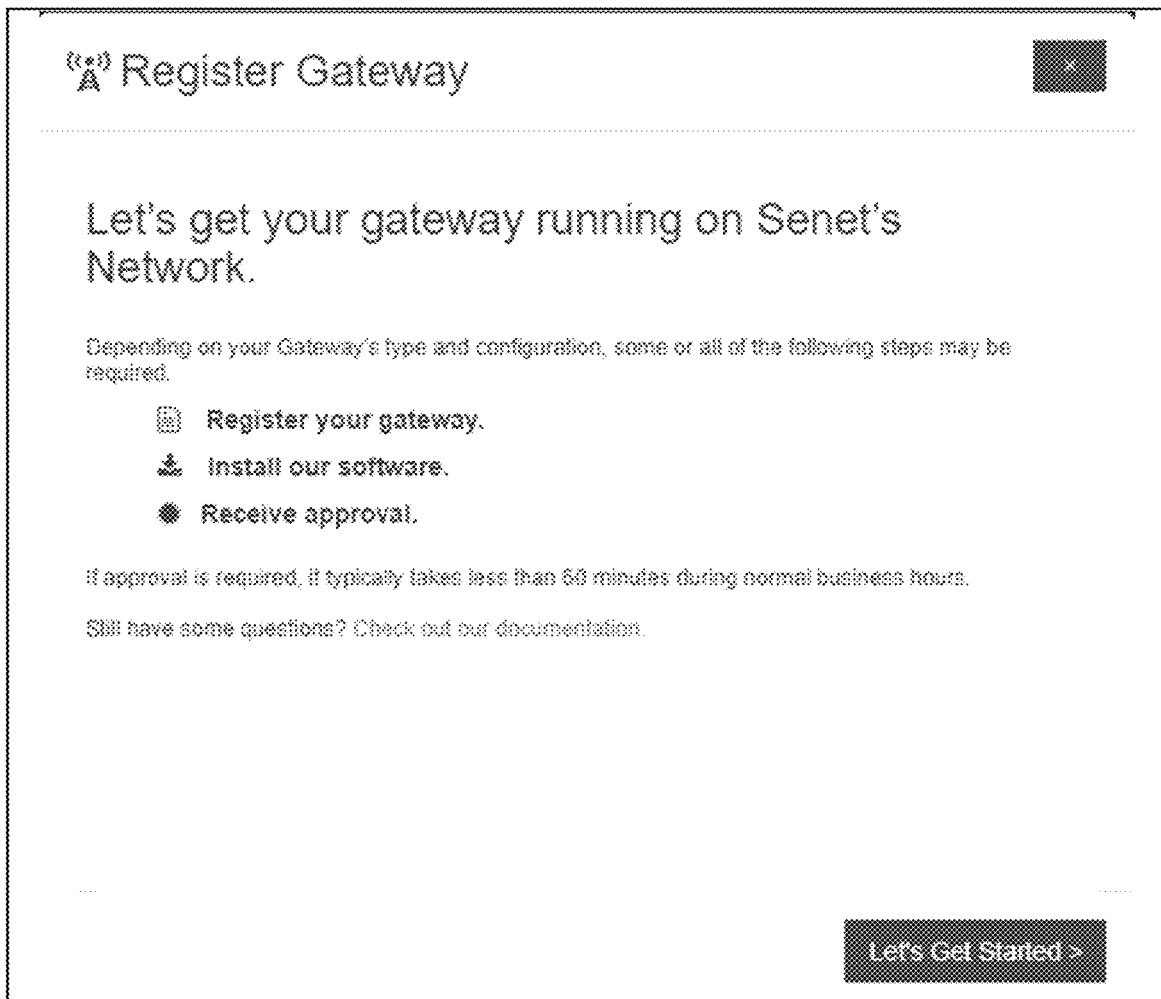 Register Gateway
×
Let's get your gateway running on Senet's
Network.
Depending on your Gateway's type and configuration, some or all of the following steps may be
required.
Register your gateway.
Install our software.
Receive approval.
If approval is required, it typically takes less than 60 minutes during normal business hours.
Still have some questions? Check out our documentation.
Let's Get Started >